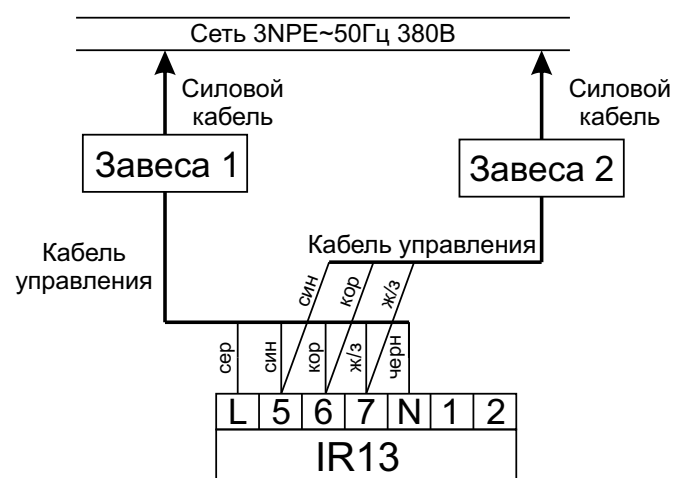 Сеть 3NPE~50Гц 380В
Силовой
кабель
Силовой
кабель
Завеса 1
Завеса 2
Кабель
управления
Кабель управления
син
кор
ж/з
сер
син
кор
ж/з
черн
L 5 6 7 N 1 2
IR13